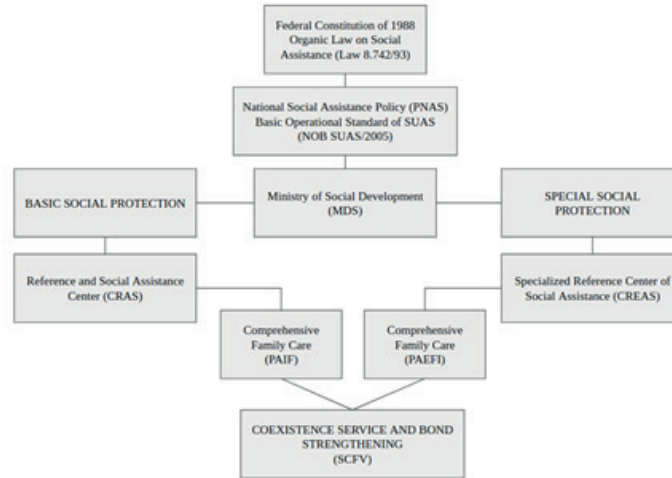 Federal Constitution of 1988
Organic Law on Social
Assistance (Law 8.742/93)
National Social Assistance Policy (PNAS)
Basic Operational Standard of SUAS
(NOB SUAS/2005)
BASIC SOCIAL PROTECTION
Ministry of Social Development
(MDS)
SPECIAL SOCIAL
PROTECTION
Reference and Social Assistance
Center (CRAS)
Specialized Reference Center of
Social Assistance (CREAS)
Comprehensive
Family Care
(PAIF)
Comprehensive
Family Care
(PAEFI)
COEXISTENCE SERVICE AND BOND
STRENGTHENING
(SCFV)